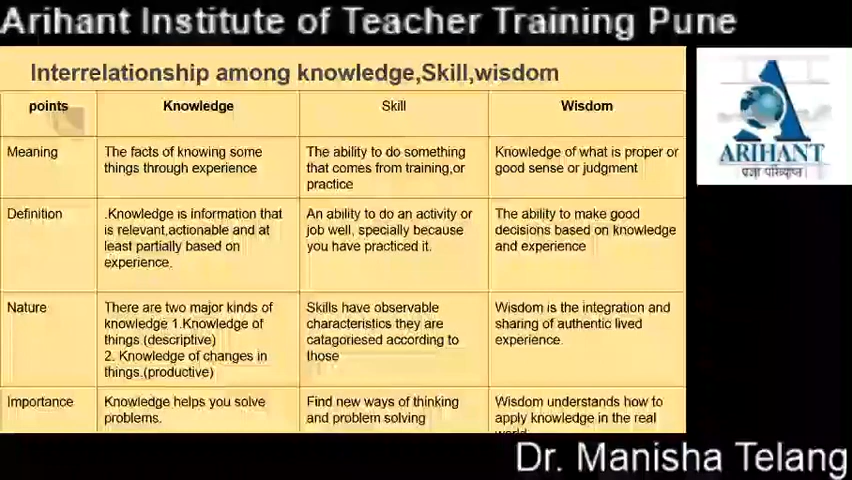 Arihant Institute of Teacher Training Pune
Interrelationship among knowledge,Skill,wisdom
points
Knowledge
Skill
Wisdom
Meaning
The facts of knowing some
things through experience
The ability to do something
that comes from training,or
practice
Knowledge of what is proper or
good sense or judgment
Definition
.Knowledge is information that
is relevant,actionable and at
least partially based on
experience.
An ability to do an activity or
job well, specially because
you have practiced it.
The ability to make good
decisions based on knowledge
and experience
Nature
There are two major kinds of
knowledge 1.Knowledge of
things.(descriptive)
2. Knowledge of changes in
things.(productive)
Skills have observable
characteristics they are
catagoriesed according to
those
Wisdom is the integration and
sharing of authentic lived
experience.
Importance
Knowledge helps you solve
problems.
Find new ways of thinking
and problem solving
Wisdom understands how to
apply knowledge in the real
ARIHANT
Dr. Manisha Telang